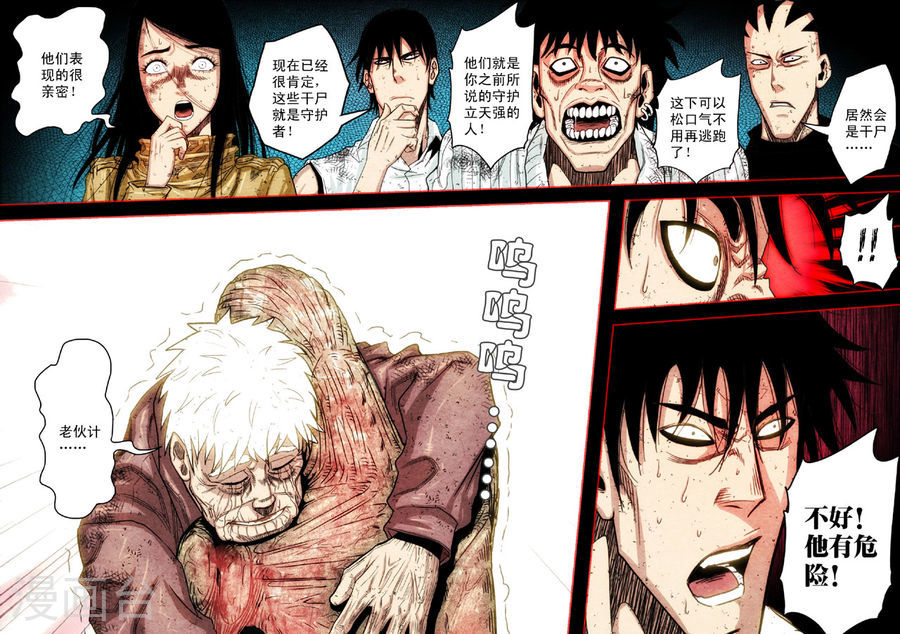 他们表
现的很
亲密！
现在已经
很肯定，
这些干尸
就是守护
者！
他们就是
你之前所
说的守护
立天强的
人！
这下可以
松口气不
用再逃跑
了！
居然会
是干尸
……
!!
呜呜呜……
老伙计
……
不好！
他有危
险！
漫画台